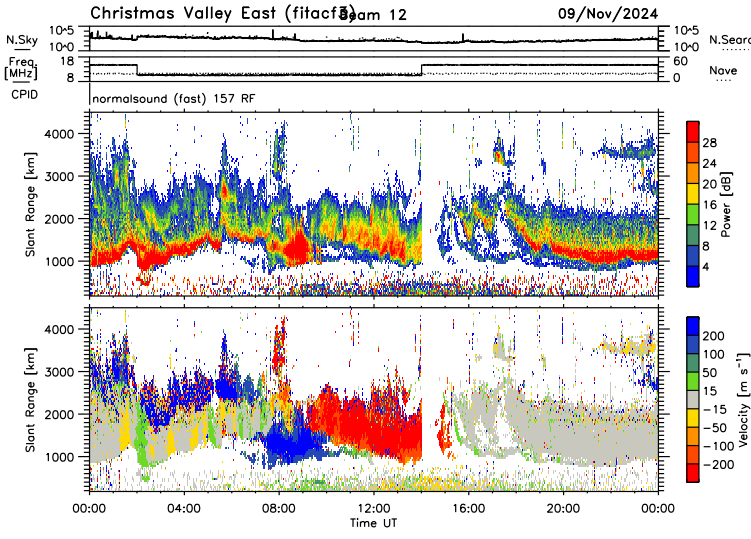 Christmas Valley East (fitacf3) Beam 12 09/Nov/2024
N.Sky 10^5 10^0 10^5 10^0 N.Searc
Freq. [MHz] 18 8 60 0 Nave
CPID normalsound (fast) 157 RF
Slant Range [km] 4000 3000 2000 1000
28 24 20 16 12 8 4 Power [dB]
Slant Range [km] 4000 3000 2000 1000
200 100 50 15 -15 -50 -100 -200 Velocity [m s^-1]
00:00 04:00 08:00 12:00 16:00 20:00 00:00
Time UT